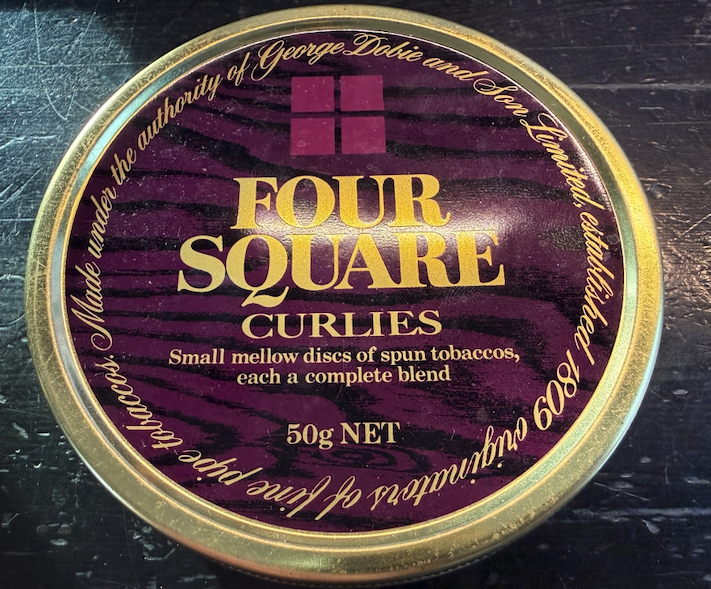 Made under the authority of George Dobie and Son Limited, established 1809 originators of fine pipe tobaccos.
FOUR
SQUARE
CURLIES
Small mellow discs of spun tobaccos,
each a complete blend
50g NET